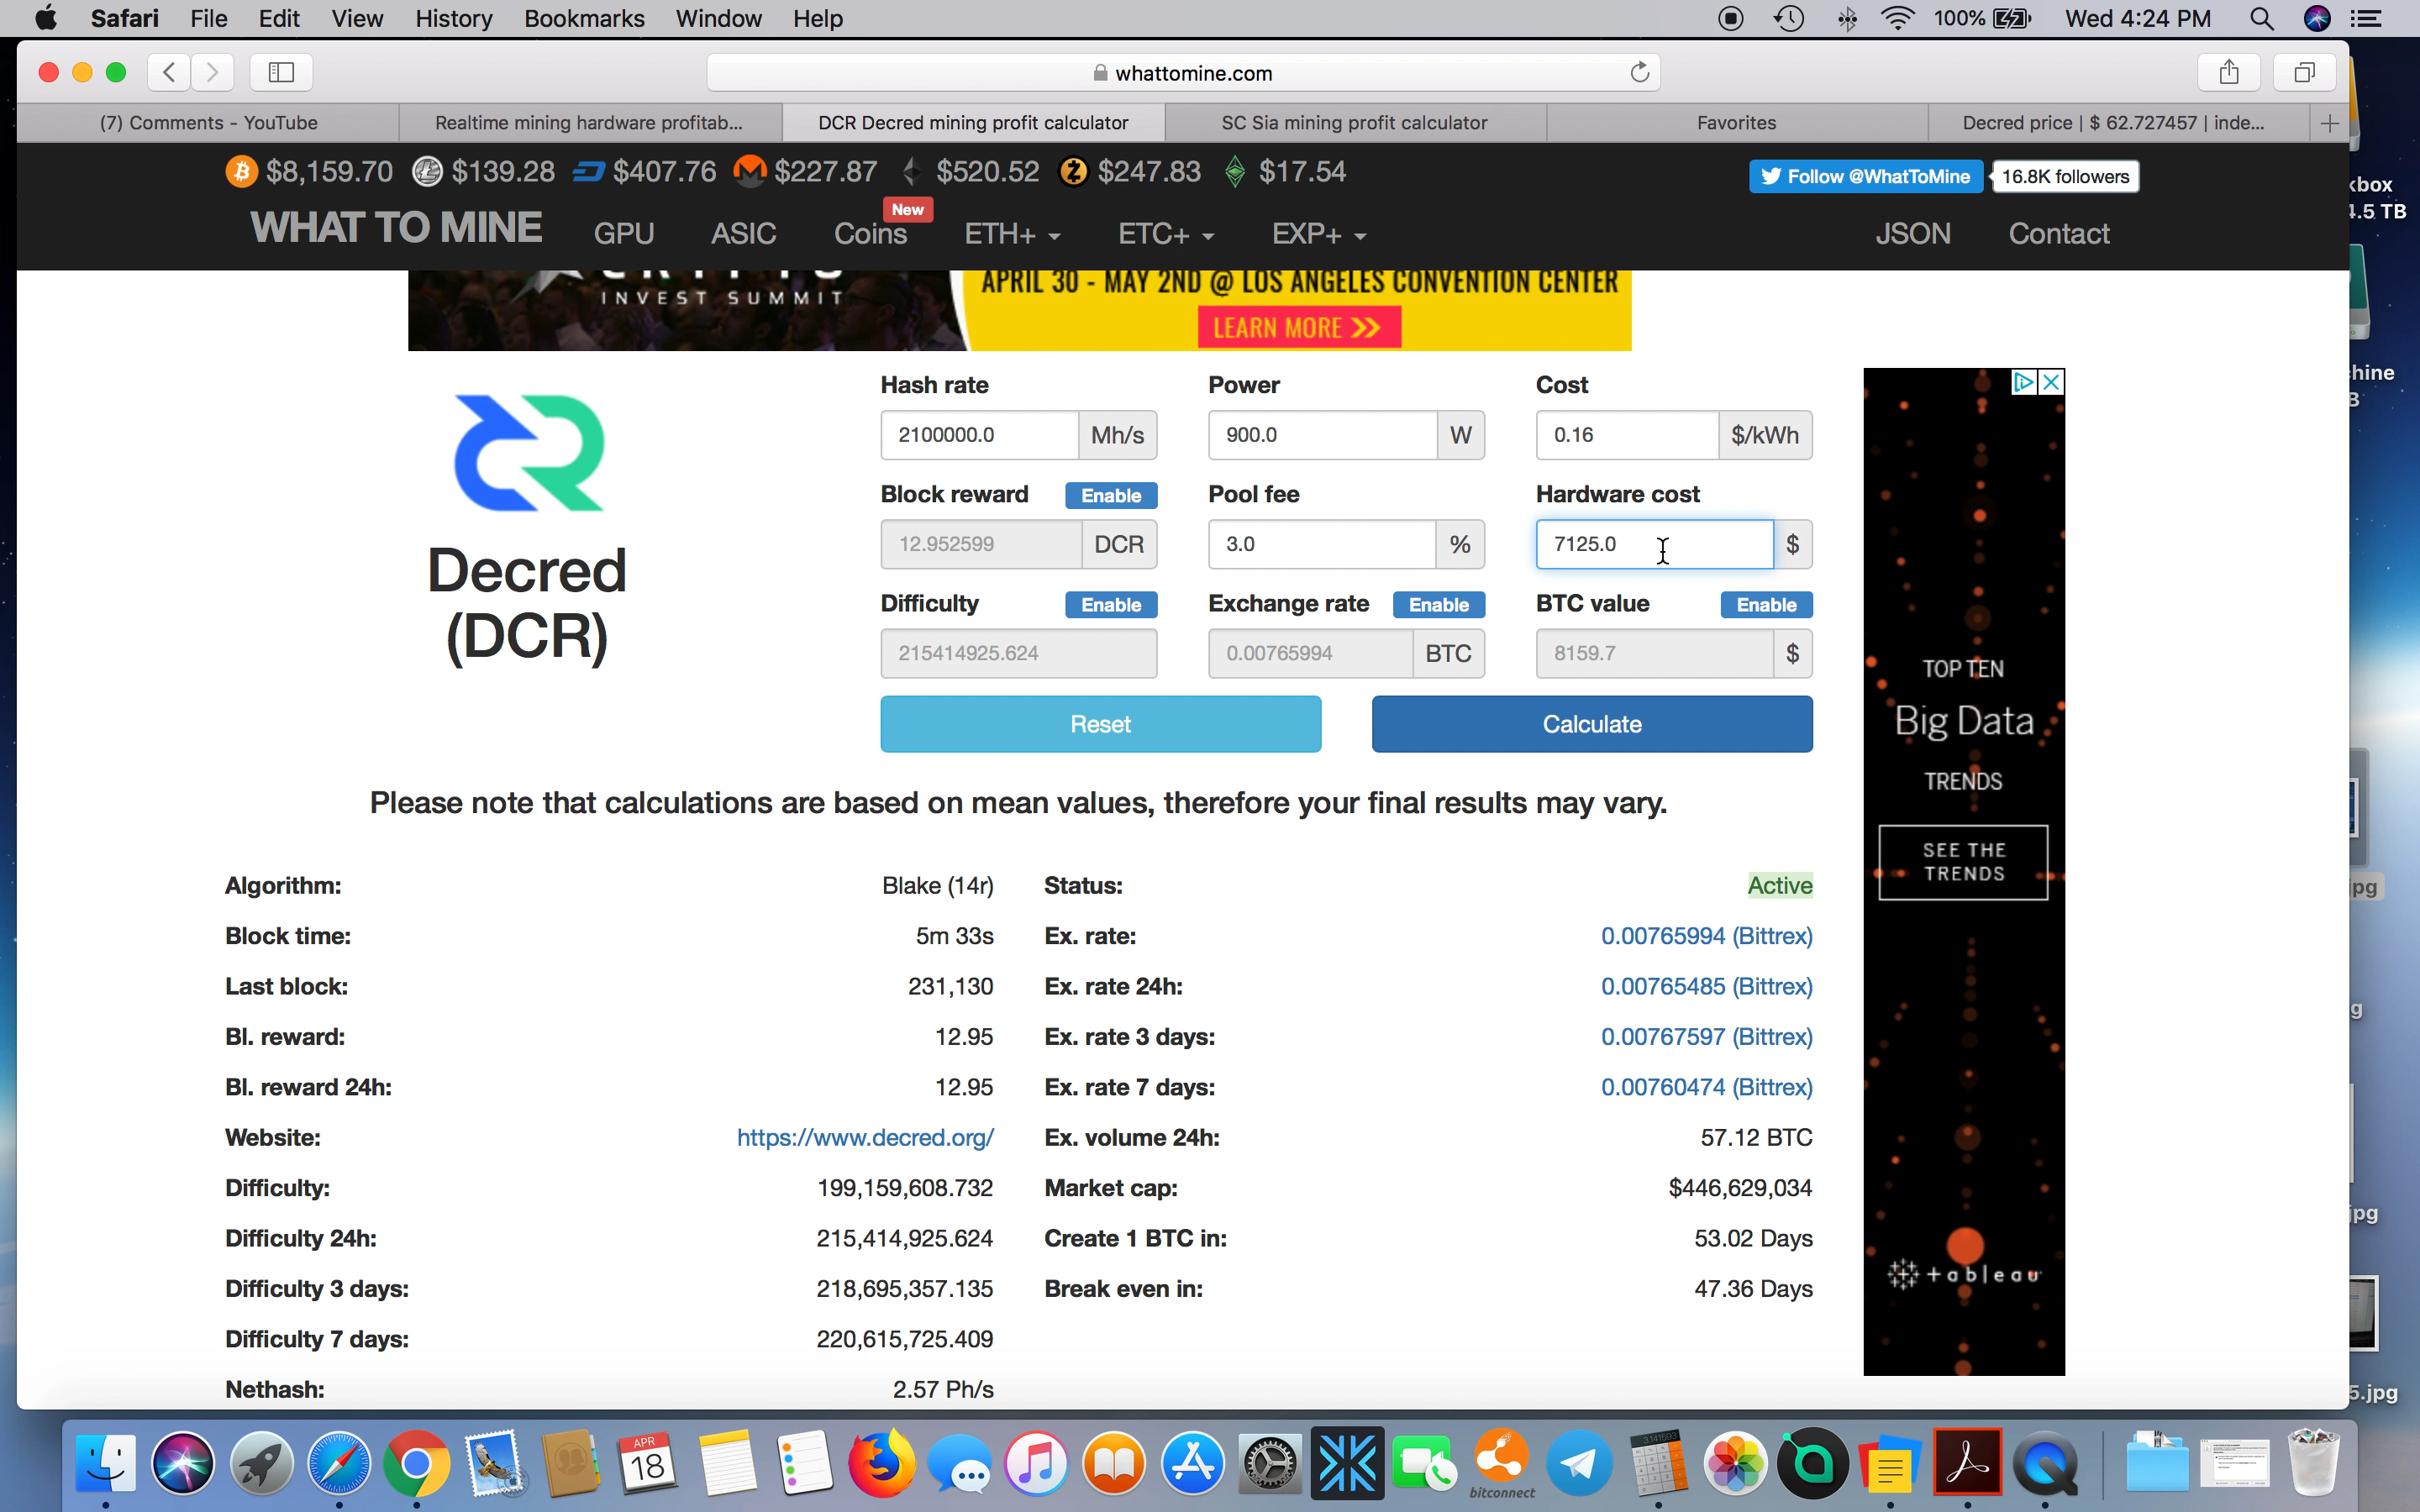 Safari File Edit View History Bookmarks Window Help 100% Wed 4:24 PM
whattomine.com
(7) Comments - YouTube Realtime mining hardware profitab... DCR Decred mining profit calculator SC Sia mining profit calculator Favorites Decred price | $ 62.727457 | inde...
$8,159.70 $139.28 $407.76 $227.87 $520.52 $247.83 $17.54 Follow @WhatToMine 16.8K followers
New
WHAT TO MINE GPU ASIC Coins ETH+ ETC+ EXP+ JSON Contact
APRIL 30 - MAY 2ND @ LOS ANGELES CONVENTION CENTER
INVEST SUMMIT
LEARN MORE >>
Hash rate Power Cost
2100000.0 Mh/s 900.0 W 0.16 $/kWh
Block reward Enable Pool fee Hardware cost
12.952599 DCR 3.0 % 7125.0 $
Decred
(DCR)
Difficulty Enable Exchange rate Enable BTC value Enable
215414925.624 0.00765994 BTC 8159.7 $
Reset Calculate
Please note that calculations are based on mean values, therefore your final results may vary.
Algorithm: Blake (14r) Status: Active
Block time: 5m 33s Ex. rate: 0.00765994 (Bittrex)
Last block: 231,130 Ex. rate 24h: 0.00765485 (Bittrex)
Bl. reward: 12.95 Ex. rate 3 days: 0.00767597 (Bittrex)
Bl. reward 24h: 12.95 Ex. rate 7 days: 0.00760474 (Bittrex)
Website: https://www.decred.org/ Ex. volume 24h: 57.12 BTC
Difficulty: 199,159,608.732 Market cap: $446,629,034
Difficulty 24h: 215,414,925.624 Create 1 BTC in: 53.02 Days
Difficulty 3 days: 218,695,357.135 Break even in: 47.36 Days
Difficulty 7 days: 220,615,725.409
Nethash: 2.57 Ph/s
TOP TEN
Big Data
TRENDS
SEE THE
TRENDS
+ableau
kbox
4.5 TB
hine
B
jpg
g
jpg
5.jpg
APR
18
bitconnect